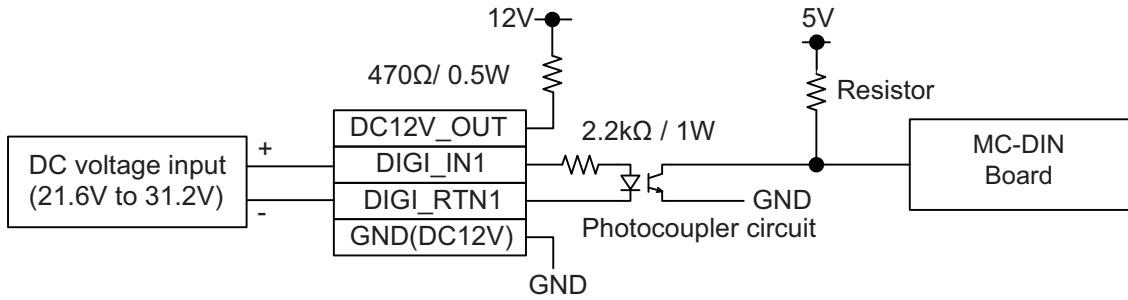 12V
5V
470Ω/ 0.5W
Resistor
DC12V_OUT
2.2kΩ / 1W
DC voltage input
(21.6V to 31.2V)
+
-
DIGI_IN1
DIGI_RTN1
GND(DC12V)
GND
Photocoupler circuit
GND
MC-DIN
Board